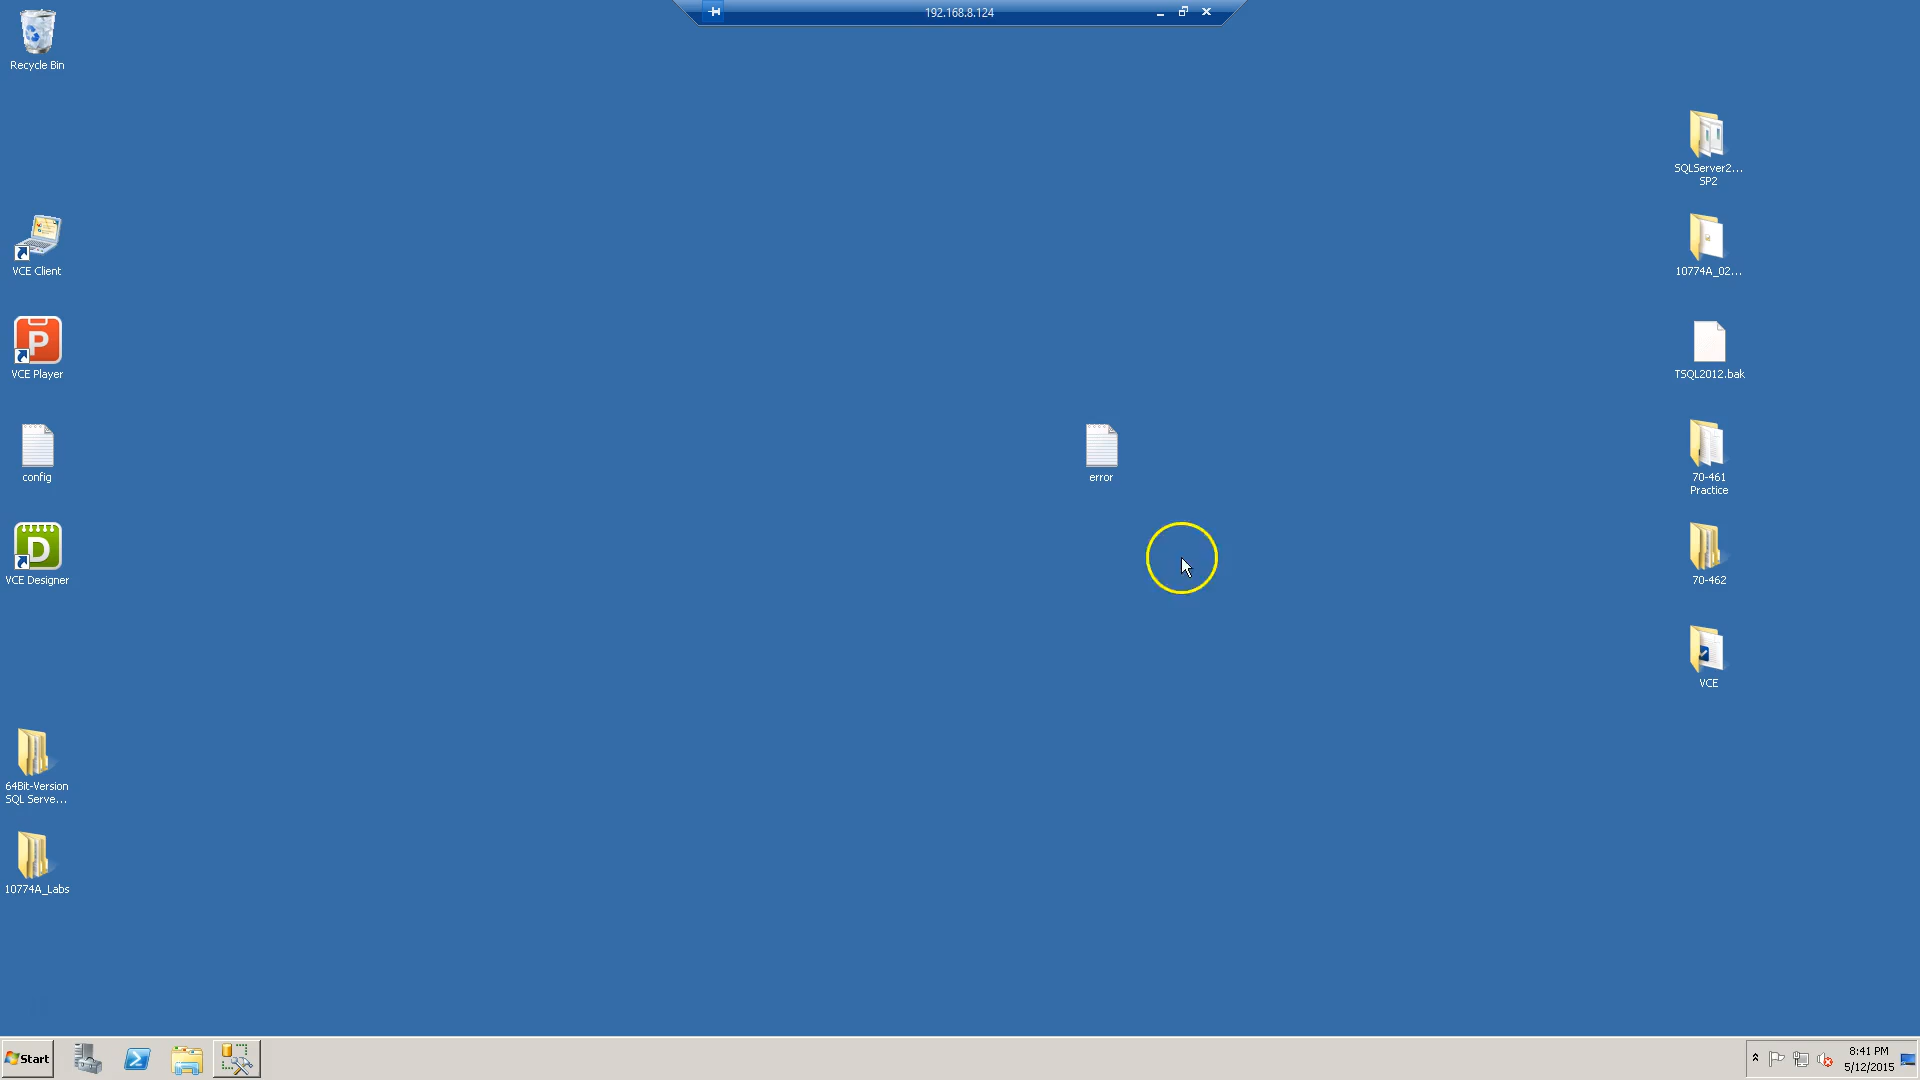 192.168.8.124
Recycle Bin
SQLServer2...
SP2
VCE Client
10774A_02...
P
VCE Player
TSQL2012.bak
config
error
70-461
Practice
D
VCE Designer
70-462
VCE
64Bit-Version
SQL Serve...
10774A_Labs
Start
8:41 PM
5/12/2015